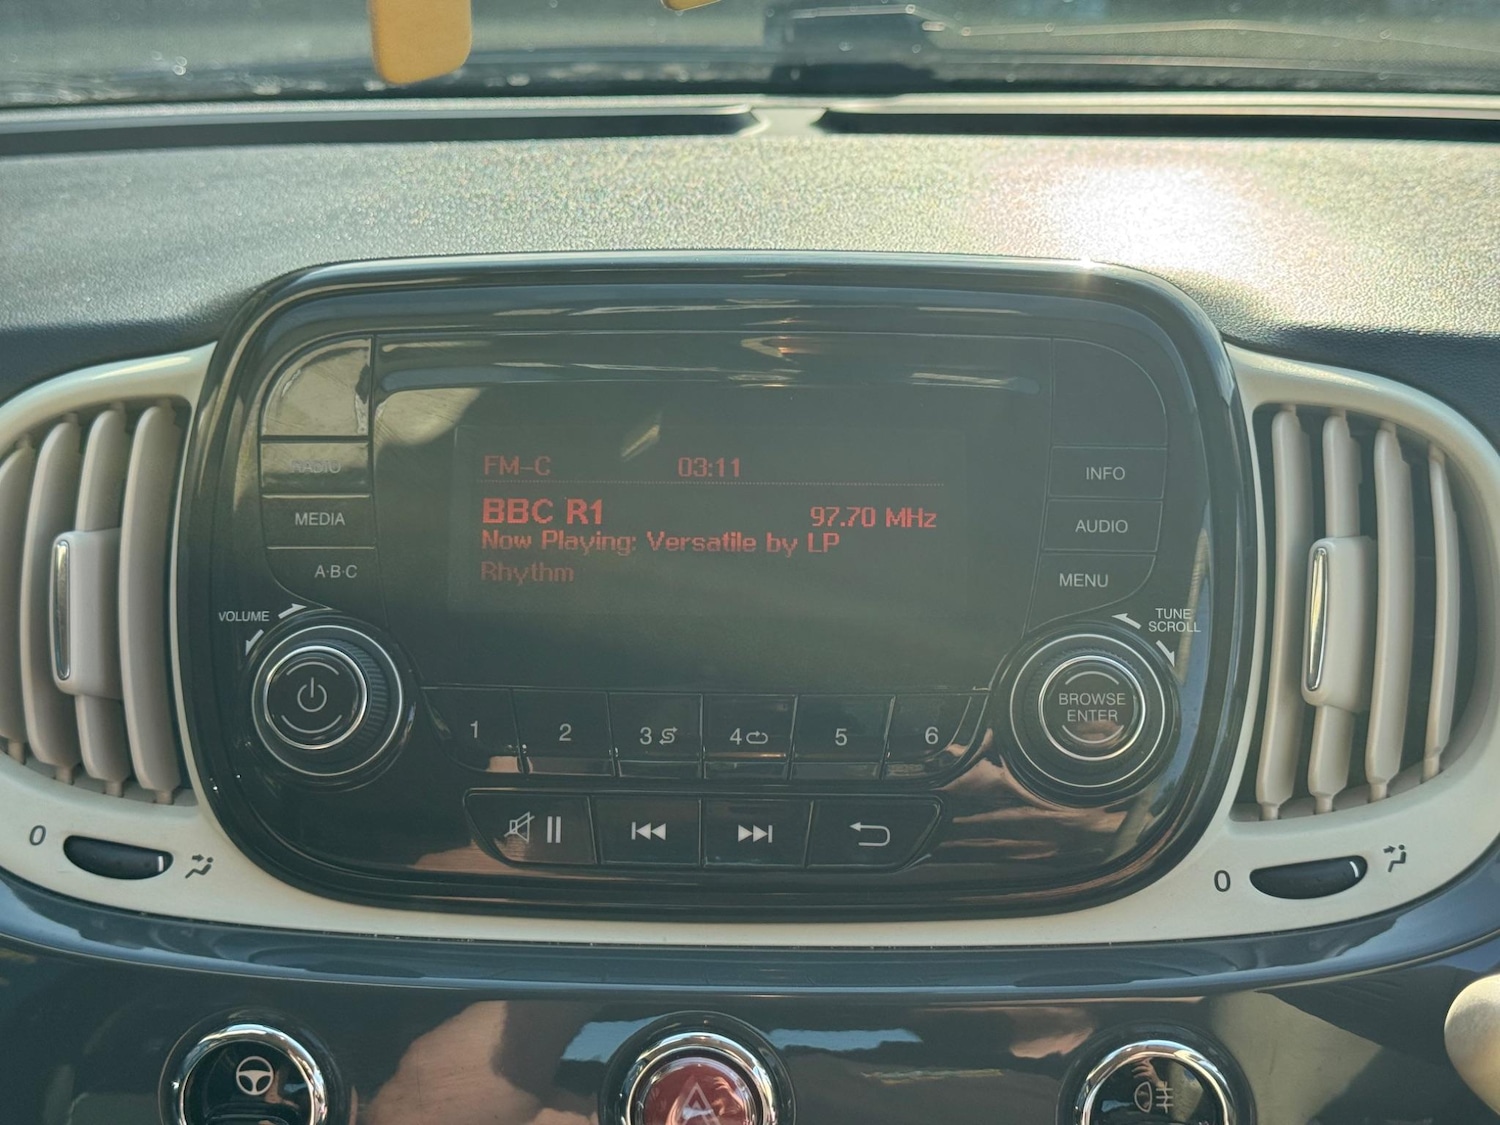 FM-C 03:11
BBC R1 97.70 MHz
Now Playing: Versatile by LP
Rhythm
RADIO
MEDIA
A·B·C
INFO
AUDIO
MENU
VOLUME
TUNE
SCROLL
BROWSE
ENTER
1 2 3 4 5 6
0
0